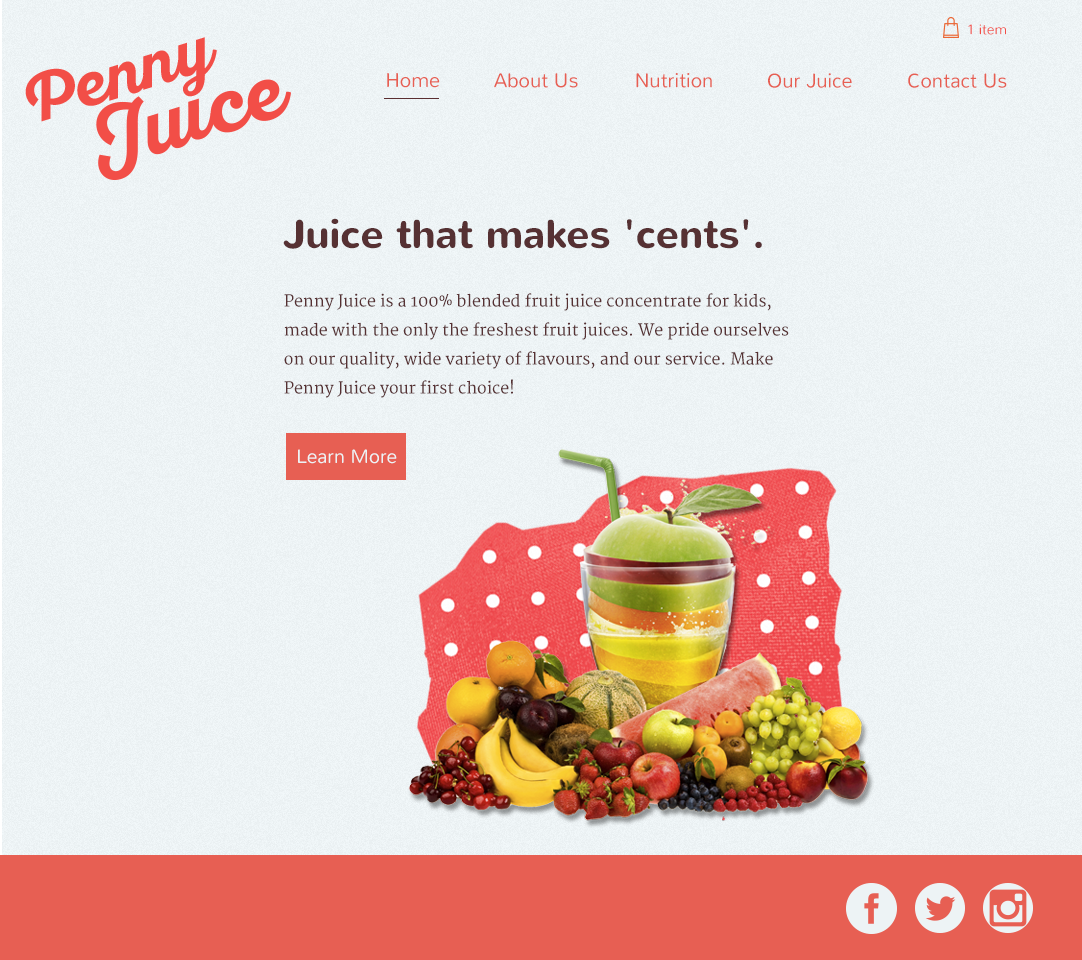 1 item
Penny
Juice
Home About Us Nutrition Our Juice Contact Us
Juice that makes 'cents'.
Penny Juice is a 100% blended fruit juice concentrate for kids,
made with the only the freshest fruit juices. We pride ourselves
on our quality, wide variety of flavours, and our service. Make
Penny Juice your first choice!
Learn More